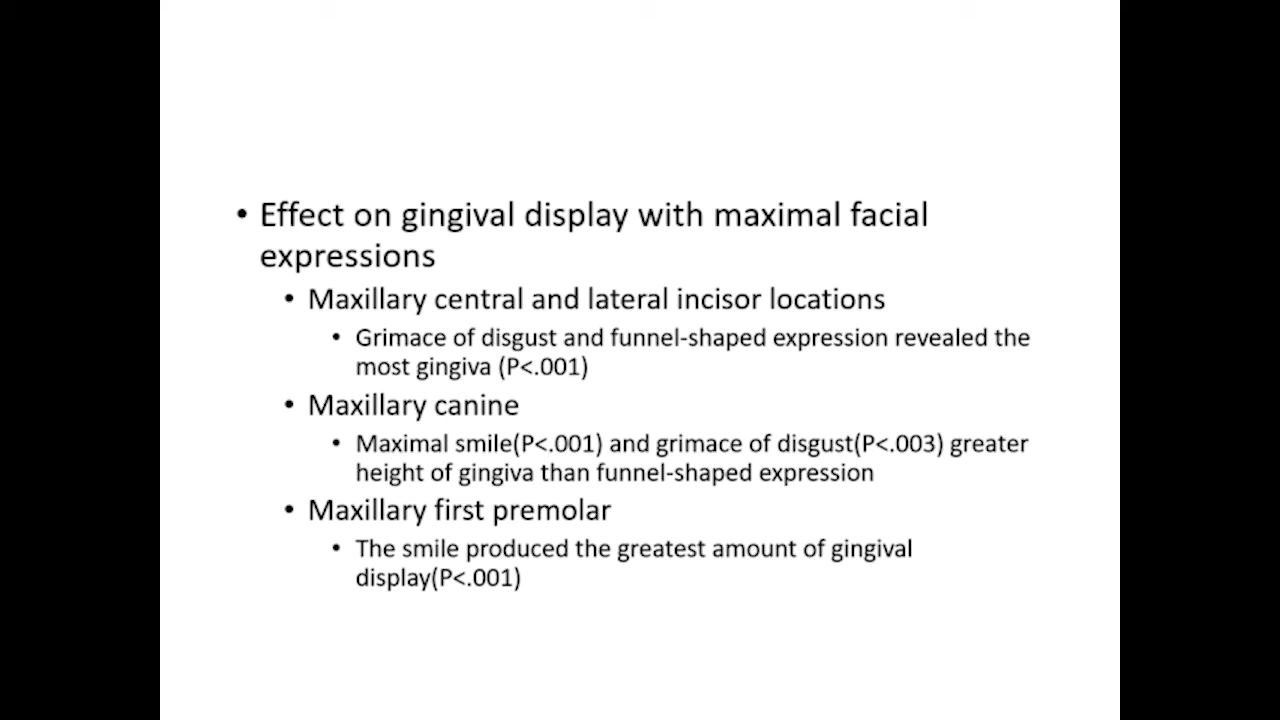 • Effect on gingival display with maximal facial
expressions
• Maxillary central and lateral incisor locations
• Grimace of disgust and funnel-shaped expression revealed the
most gingiva (P<.001)
• Maxillary canine
• Maximal smile(P<.001) and grimace of disgust(P<.003) greater
height of gingiva than funnel-shaped expression
• Maxillary first premolar
• The smile produced the greatest amount of gingival
display(P<.001)